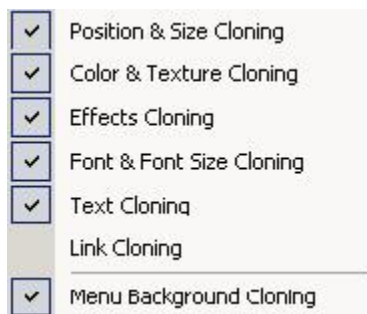 Position & Size Cloning
Color & Texture Cloning
Effects Cloning
Font & Font Size Cloning
Text Cloning
Link Cloning
Menu Background Cloning